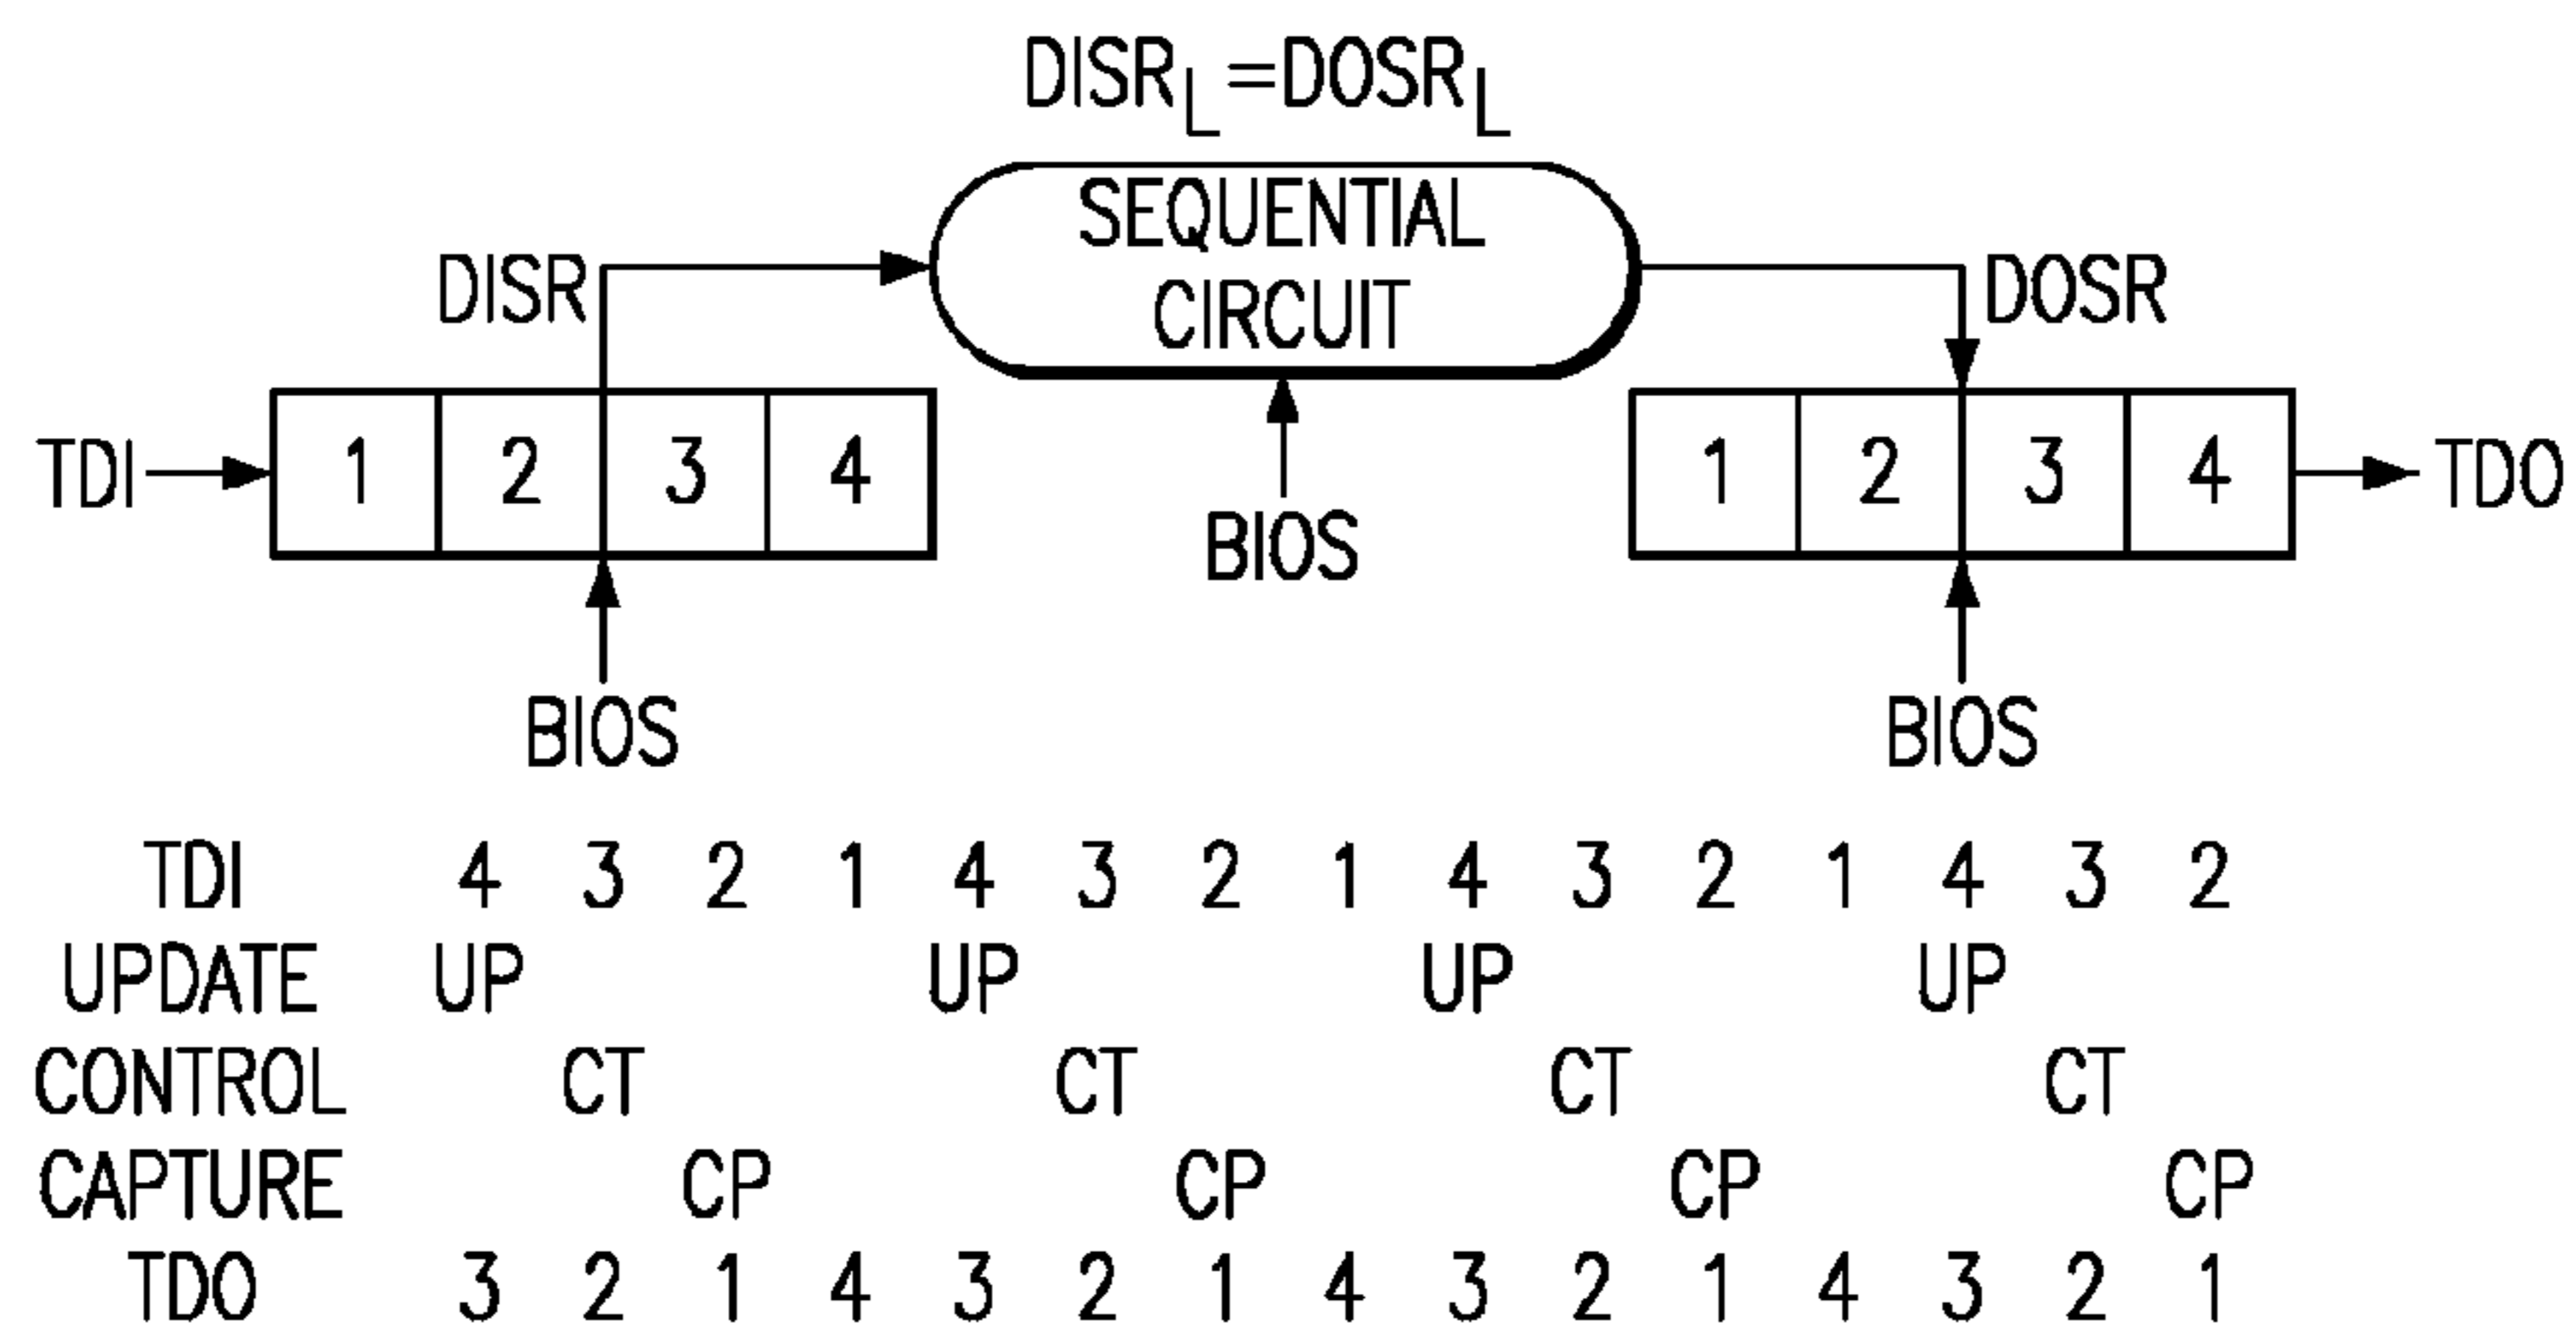 DISRL=DOSRL
SEQUENTIAL
CIRCUIT
DISR
DOSR
TDI
1 2 3 4
1 2 3 4
TDO
BIOS
BIOS
BIOS
TDI 4 3 2 1 4 3 2 1 4 3 2 1 4 3 2
UPDATE UP UP UP UP
CONTROL CT CT CT CT
CAPTURE CP CP CP CP
TDO 3 2 1 4 3 2 1 4 3 2 1 4 3 2 1